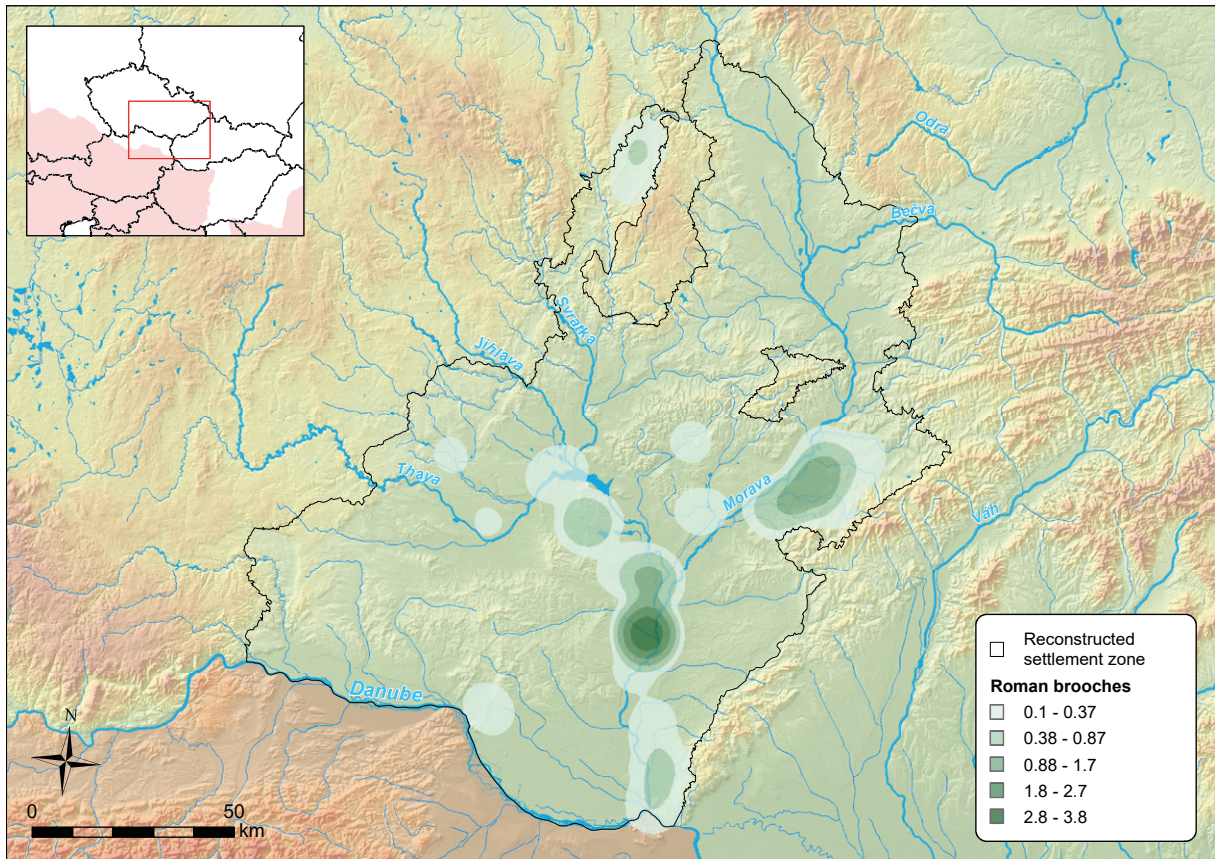 Odra
Bečva
Svratka
Jihlava
Thaya
Morava
Váh
Danube
N
0 50
km
Reconstructed
settlement zone
Roman brooches
0.1 - 0.37
0.38 - 0.87
0.88 - 1.7
1.8 - 2.7
2.8 - 3.8